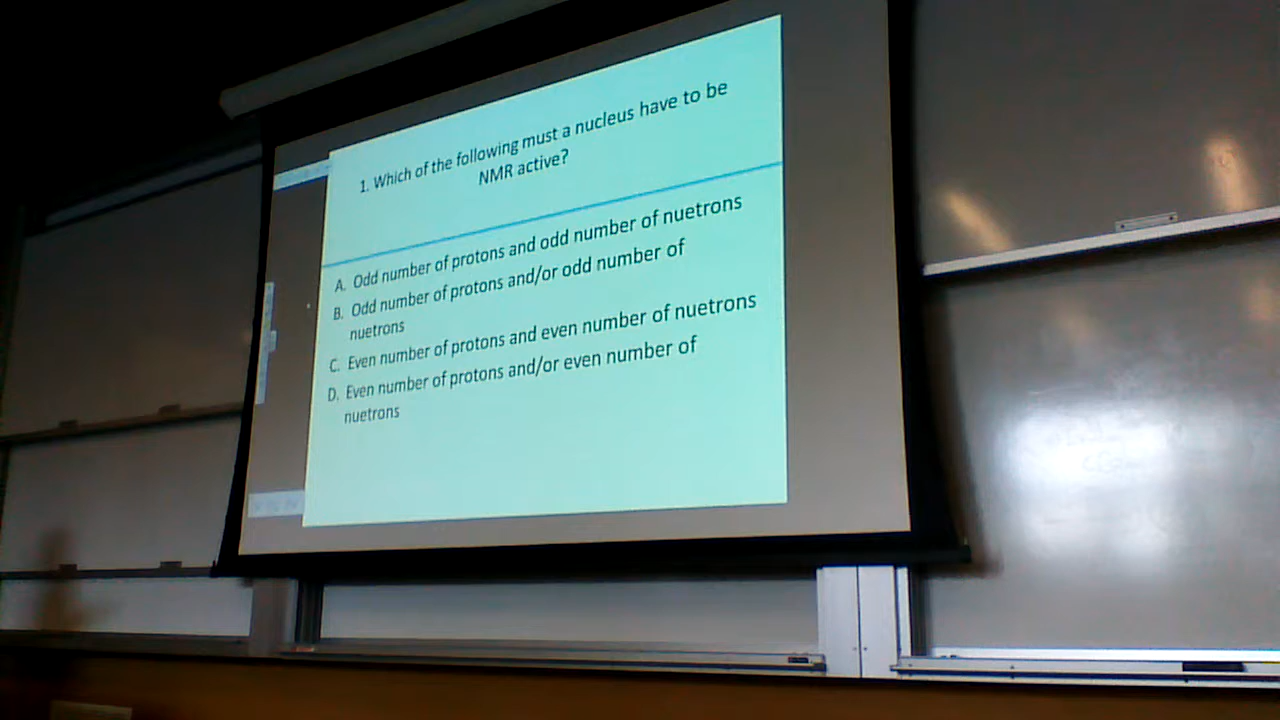 1. Which of the following must a nucleus have to be
NMR active?
A. Odd number of protons and odd number of nuetrons
B. Odd number of protons and/or odd number of
nuetrons
C. Even number of protons and even number of nuetrons
D. Even number of protons and/or even number of
nuetrons